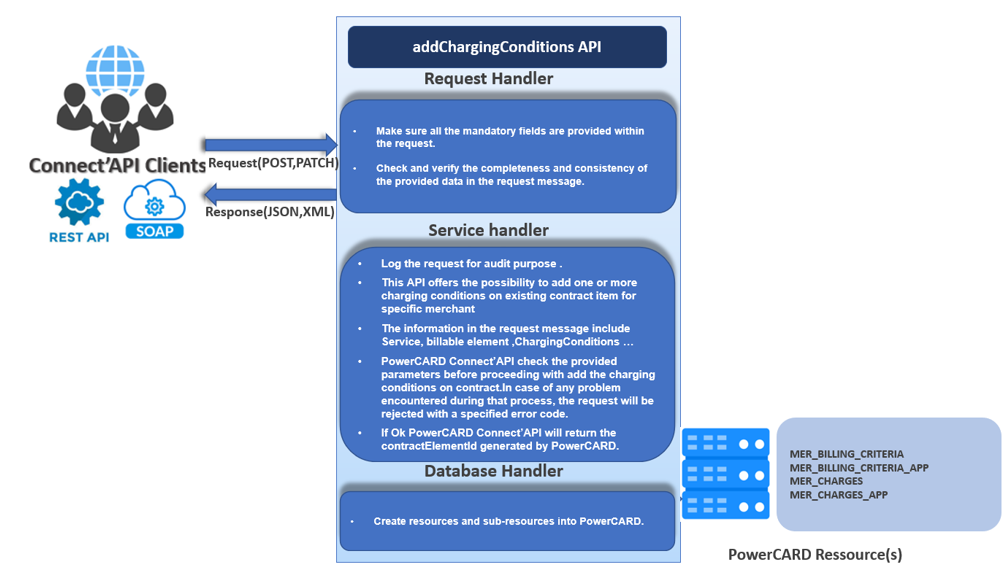 addChargingConditions API
Request Handler
• Make sure all the mandatory fields are provided within
the request.
• Check and verify the completeness and consistency of
the provided data in the request message.
Connect'API Clients
Request(POST,PATCH)
Response(JSON,XML)
REST API
SOAP
Service handler
• Log the request for audit purpose .
• This API offers the possibility to add one or more
charging conditions on existing contract item for
specific merchant
• The information in the request message include
Service, billable element ,ChargingConditions …
• PowerCARD Connect'API check the provided
parameters before proceeding with add the charging
conditions on contract.In case of any problem
encountered during that process, the request will be
rejected with a specified error code.
• If Ok PowerCARD Connect'API will return the
contractElementId generated by PowerCARD.
Database Handler
• Create resources and sub-resources into PowerCARD.
MER_BILLING_CRITERIA
MER_BILLING_CRITERIA_APP
MER_CHARGES
MER_CHARGES_APP
PowerCARD Ressource(s)